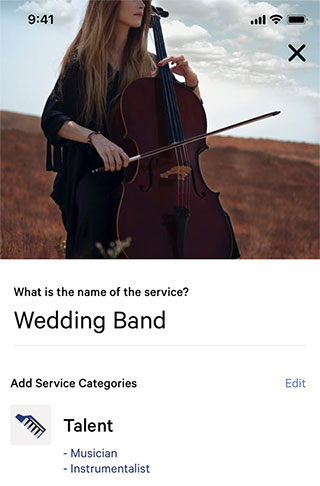 9:41
What is the name of the service?
Wedding Band
Add Service Categories
Edit
Talent
- Musician
- Instrumentalist